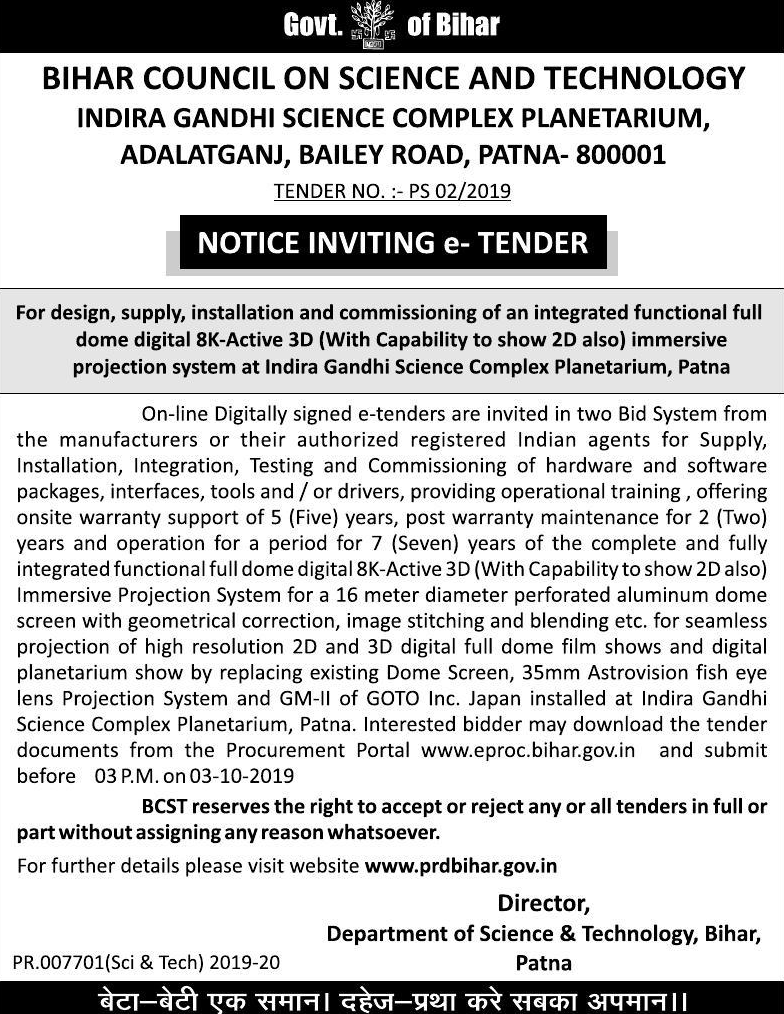 Govt. of Bihar
BIHAR COUNCIL ON SCIENCE AND TECHNOLOGY
INDIRA GANDHI SCIENCE COMPLEX PLANETARIUM,
ADALATGANJ, BAILEY ROAD, PATNA- 800001
TENDER NO. :- PS 02/2019
NOTICE INVITING e- TENDER
For design, supply, installation and commissioning of an integrated functional full
dome digital 8K-Active 3D (With Capability to show 2D also) immersive
projection system at Indira Gandhi Science Complex Planetarium, Patna
On-line Digitally signed e-tenders are invited in two Bid System from
the manufacturers or their authorized registered Indian agents for Supply,
Installation, Integration, Testing and Commissioning of hardware and software
packages, interfaces, tools and / or drivers, providing operational training , offering
onsite warranty support of 5 (Five) years, post warranty maintenance for 2 (Two)
years and operation for a period for 7 (Seven) years of the complete and fully
integrated functional full dome digital 8K-Active 3D (With Capability to show 2D also)
Immersive Projection System for a 16 meter diameter perforated aluminum dome
screen with geometrical correction, image stitching and blending etc. for seamless
projection of high resolution 2D and 3D digital full dome film shows and digital
planetarium show by replacing existing Dome Screen, 35mm Astrovision fish eye
lens Projection System and GM-II of GOTO Inc. Japan installed at Indira Gandhi
Science Complex Planetarium, Patna. Interested bidder may download the tender
documents from the Procurement Portal www.eproc.bihar.gov.in and submit
before 03 P.M. on 03-10-2019
BCST reserves the right to accept or reject any or all tenders in full or
part without assigning any reason whatsoever.
For further details please visit website www.prdbihar.gov.in
Director,
Department of Science & Technology, Bihar,
PR.007701(Sci & Tech) 2019-20 Patna
बेटा–बेटी एक समान। दहेज–प्रथा करे सबका अपमान।।